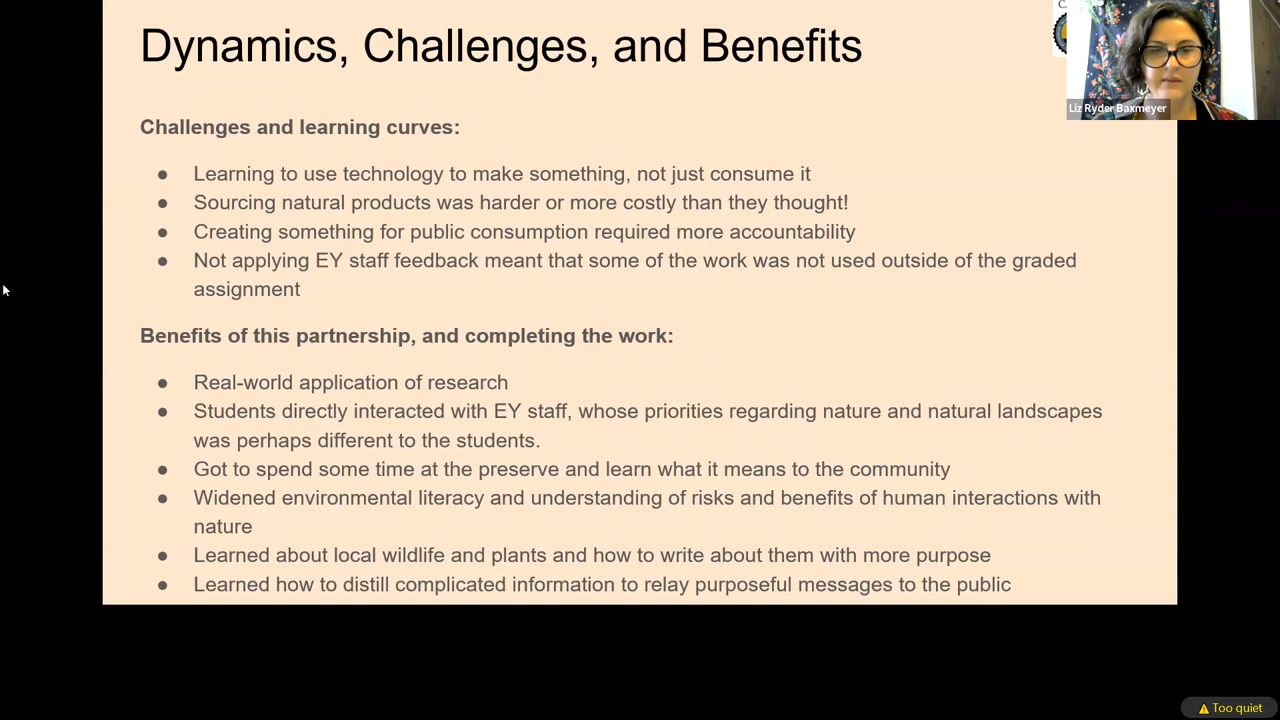 Dynamics, Challenges, and Benefits
Liz Ryder Baxmeyer
Challenges and learning curves:
● Learning to use technology to make something, not just consume it
● Sourcing natural products was harder or more costly than they thought!
● Creating something for public consumption required more accountability
● Not applying EY staff feedback meant that some of the work was not used outside of the graded
assignment
Benefits of this partnership, and completing the work:
● Real-world application of research
● Students directly interacted with EY staff, whose priorities regarding nature and natural landscapes
was perhaps different to the students.
● Got to spend some time at the preserve and learn what it means to the community
● Widened environmental literacy and understanding of risks and benefits of human interactions with
nature
● Learned about local wildlife and plants and how to write about them with more purpose
● Learned how to distill complicated information to relay purposeful messages to the public
Too quiet